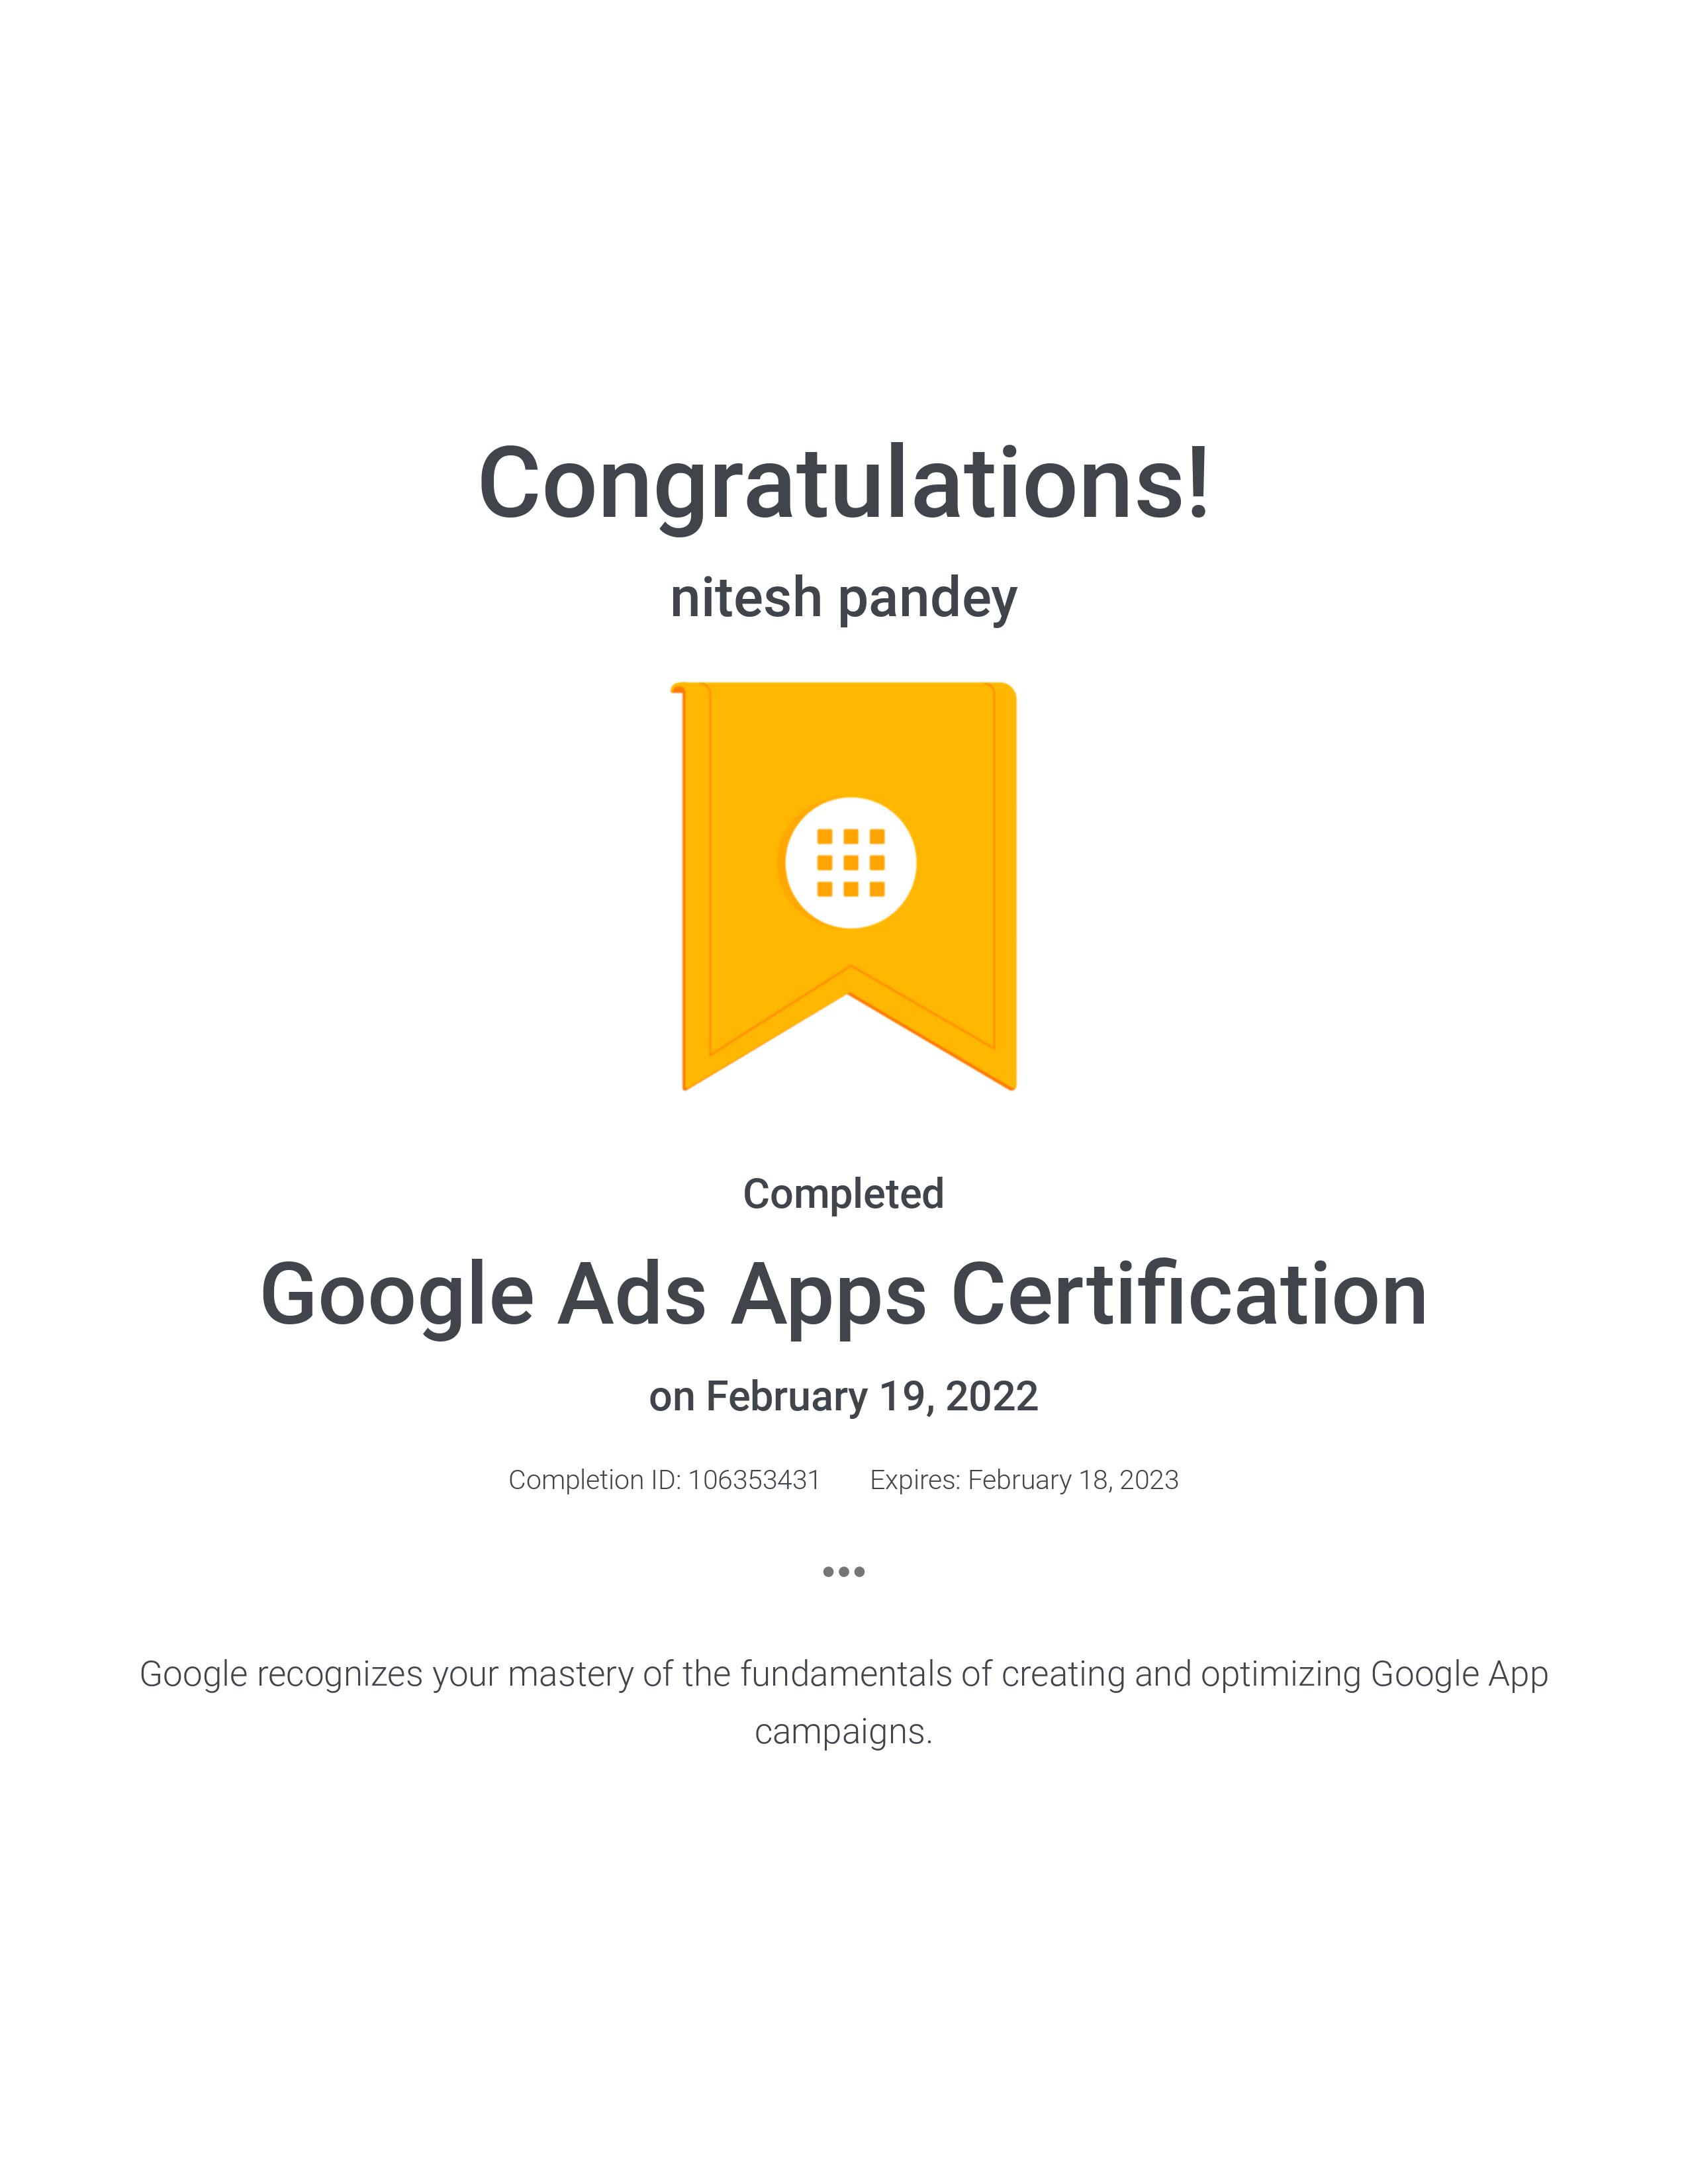 Congratulations!
nitesh pandey
Completed
Google Ads Apps Certification
on February 19, 2022
Completion ID: 106353431 Expires: February 18, 2023
•••
Google recognizes your mastery of the fundamentals of creating and optimizing Google App
campaigns.